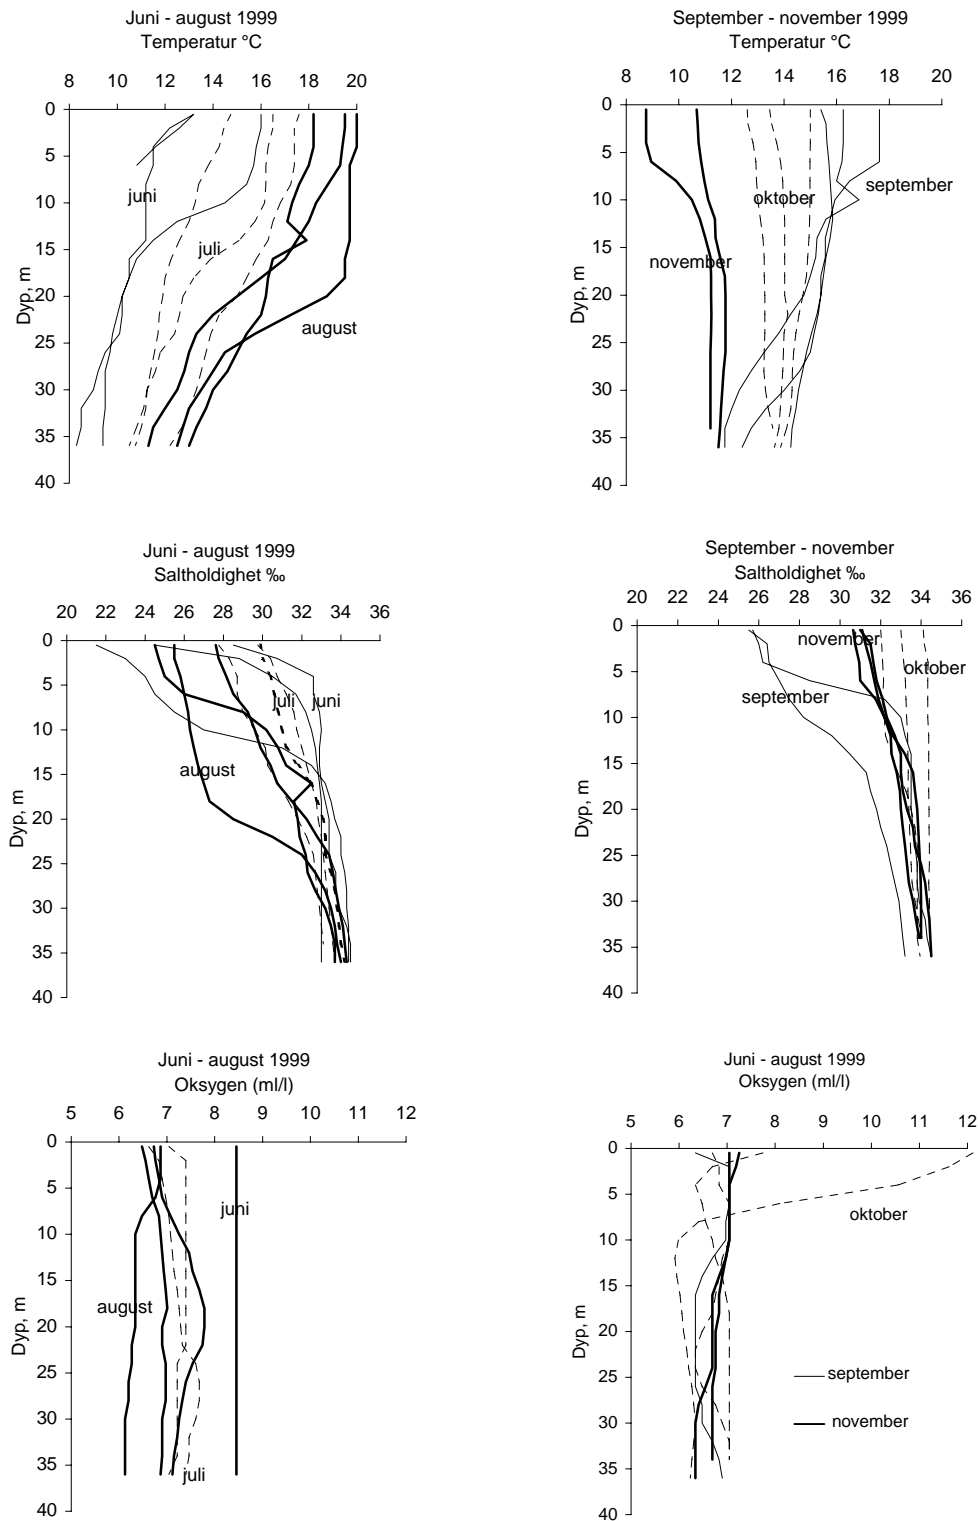 Juni - august 1999
Temperatur °C
8 10 12 14 16 18 20
0
5
10
15
20
25
30
35
40
Dyp, m
juni
juli
august
September - november 1999
Temperatur °C
8 10 12 14 16 18 20
0
5
10
15
20
25
30
35
40
Dyp, m
september
oktober
november
Juni - august 1999
Saltholdighet ‰
20 22 24 26 28 30 32 34 36
0
5
10
15
20
25
30
35
40
Dyp, m
juli juni
august
September - november
Saltholdighet ‰
20 22 24 26 28 30 32 34 36
0
5
10
15
20
25
30
35
40
Dyp, m
november
oktober
september
Juni - august 1999
Oksygen (ml/l)
5 6 7 8 9 10 11 12
0
5
10
15
20
25
30
35
40
Dyp, m
juni
august
juli
Juni - august 1999
Oksygen (ml/l)
5 6 7 8 9 10 11 12
0
5
10
15
20
25
30
35
40
Dyp, m
oktober
september
november